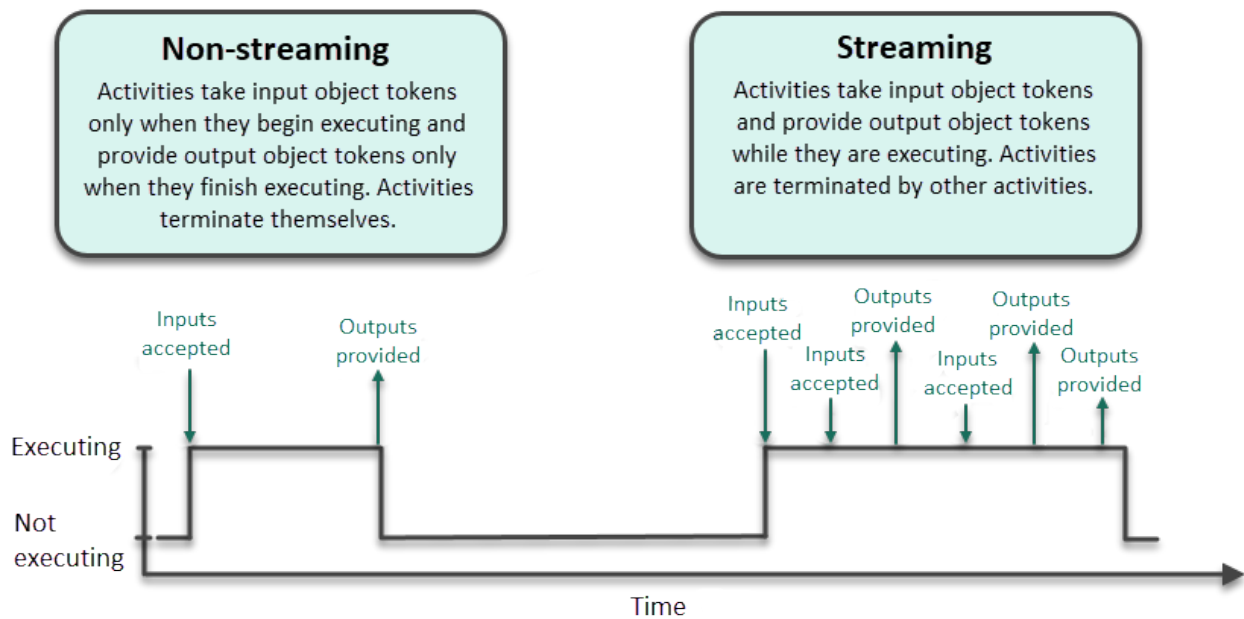 Non-streaming
Activities take input object tokens
only when they begin executing and
provide output object tokens only
when they finish executing. Activities
terminate themselves.
Streaming
Activities take input object tokens
and provide output object tokens
while they are executing. Activities
are terminated by other activities.
Inputs
accepted
Outputs
provided
Inputs
accepted
Inputs
accepted
Outputs
provided
Inputs
accepted
Outputs
provided
Outputs
provided
Executing
Not
executing
Time